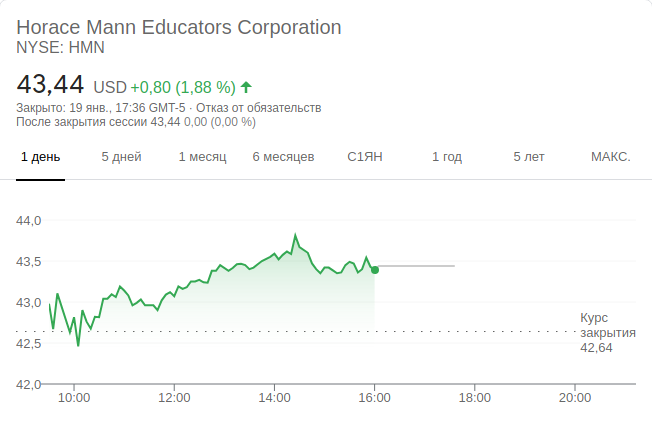 Horace Mann Educators Corporation
NYSE: HMN
43,44 USD +0,80 (1,88 %)
Закрыто: 19 янв., 17:36 GMT-5 · Отказ от обязательств
После закрытия сессии 43,44 0,00 (0,00 %)
1 день 5 дней 1 месяц 6 месяцев С1ЯН 1 год 5 лет МАКС.
44,0
43,5
43,0
42,5
42,0
Курс
закрытия
42,64
10:00 12:00 14:00 16:00 18:00 20:00